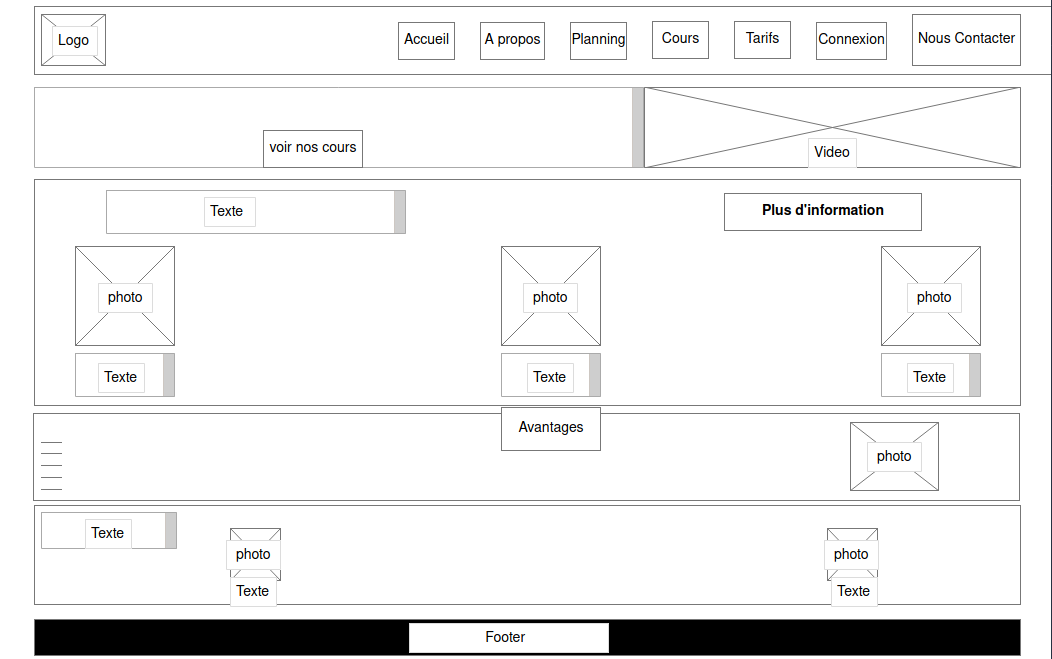 Logo
Accueil
A propos
Planning
Cours
Tarifs
Connexion
Nous Contacter
voir nos cours
Video
Texte
Plus d'information
photo
photo
photo
Texte
Texte
Texte
Avantages
photo
Texte
photo
photo
Texte
Texte
Footer